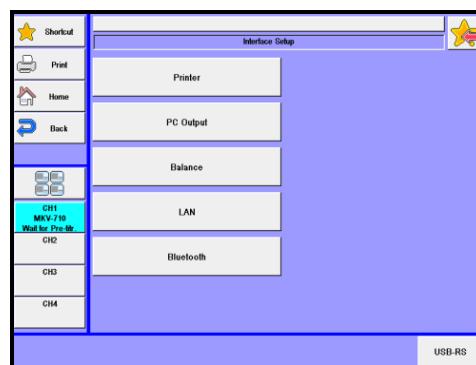 Shortcut
Interface Setup
Print
Home
Back
Printer
PC Output
Balance
LAN
Bluetooth
CH1
MKV-710
Wait for Pre-titr.
CH2
CH3
CH4
USB-RS